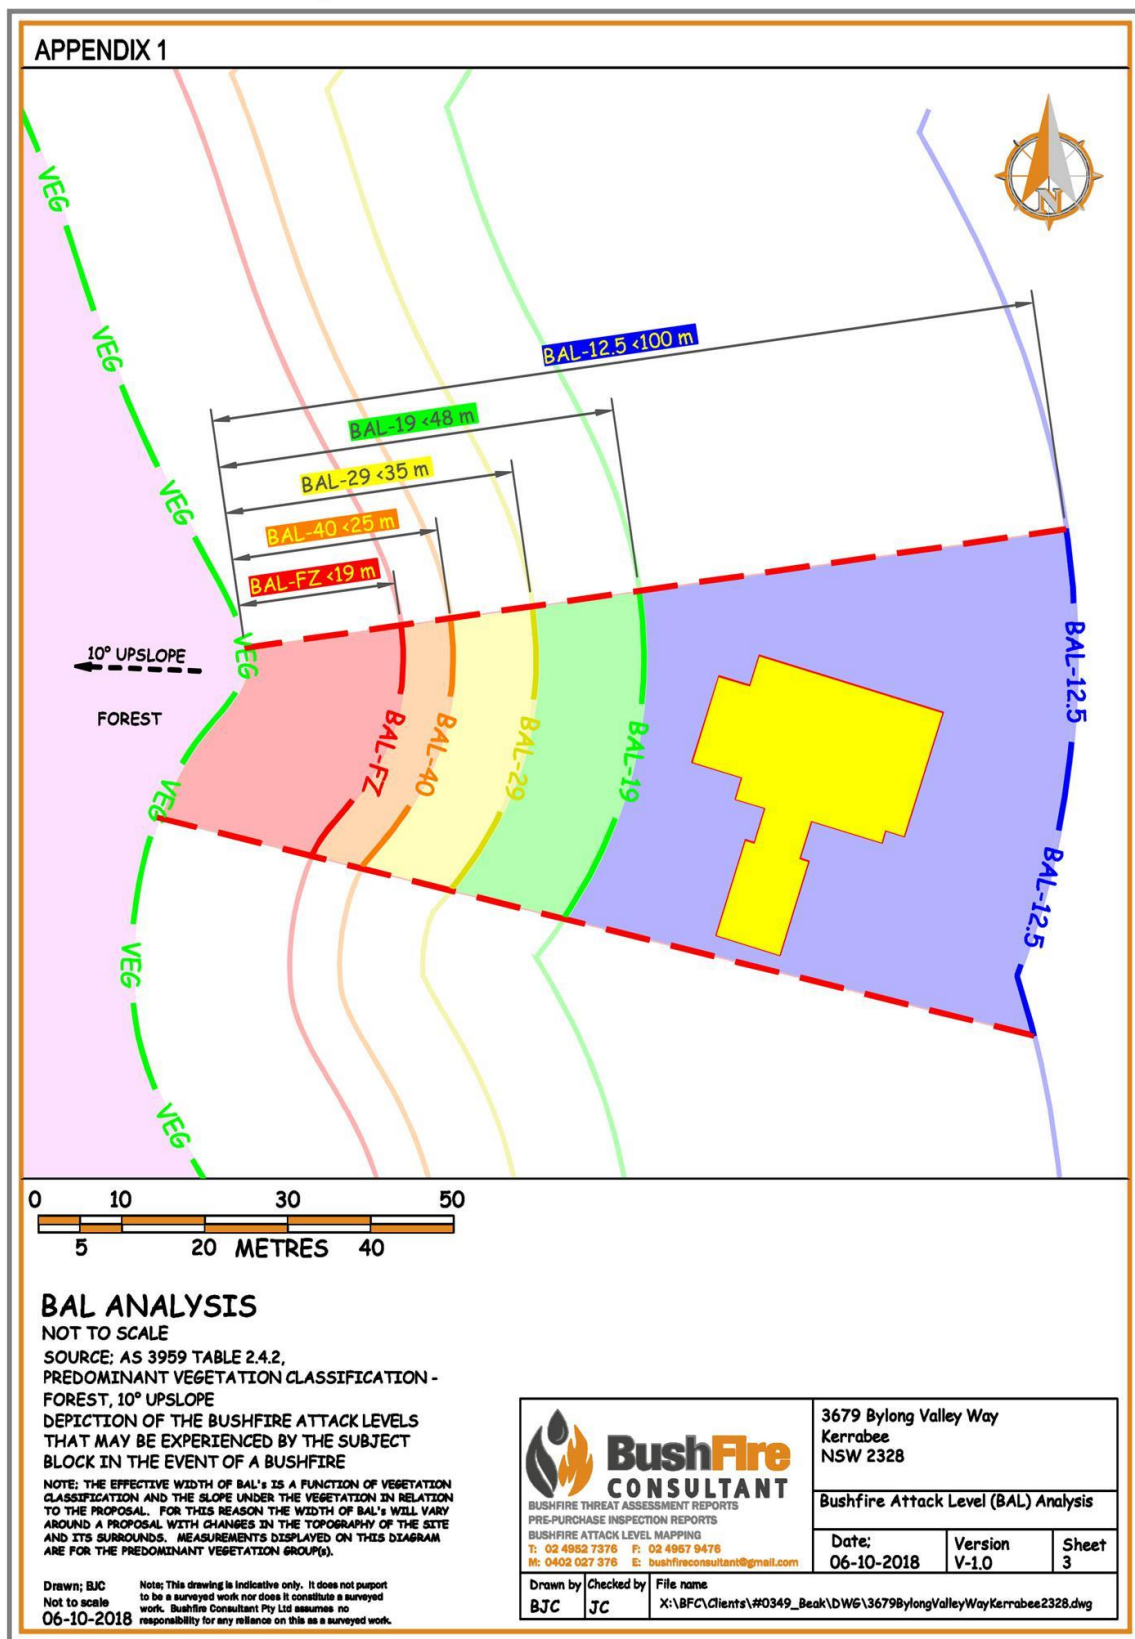 APPENDIX 1
VEG
VEG
VEG
VEG
VEG
VEG
VEG
N
BAL-12.5 <100 m
BAL-19 <48 m
BAL-29 <35 m
BAL-40 <25 m
BAL-FZ <19 m
10° UPSLOPE
FOREST
BAL-FZ
BAL-40
BAL-29
BAL-19
BAL-12.5
BAL-12.5
0 10 30 50
5 20 METRES 40
BAL ANALYSIS
NOT TO SCALE
SOURCE; AS 3959 TABLE 2.4.2,
PREDOMINANT VEGETATION CLASSIFICATION -
FOREST, 10° UPSLOPE
DEPICTION OF THE BUSHFIRE ATTACK LEVELS
THAT MAY BE EXPERIENCED BY THE SUBJECT
BLOCK IN THE EVENT OF A BUSHFIRE
NOTE; THE EFFECTIVE WIDTH OF BAL's IS A FUNCTION OF VEGETATION
CLASSIFICATION AND THE SLOPE UNDER THE VEGETATION IN RELATION
TO THE PROPOSAL. FOR THIS REASON THE WIDTH OF BAL's WILL VARY
AROUND A PROPOSAL WITH CHANGES IN THE TOPOGRAPHY OF THE SITE
AND ITS SURROUNDS. MEASUREMENTS DISPLAYED ON THIS DIAGRAM
ARE FOR THE PREDOMINANT VEGETATION GROUP(s).
Drawn; BJC
Not to scale
06-10-2018
Note; This drawing is indicative only. It does not purport
to be a surveyed work nor does it constitute a surveyed
work. Bushfire Consultant Pty Ltd assumes no
responsibility for any reliance on this as a surveyed work.
BushFIre
CONSULTANT
BUSHFIRE THREAT ASSESSMENT REPORTS
PRE-PURCHASE INSPECTION REPORTS
BUSHFIRE ATTACK LEVEL MAPPING
T: 02 4952 7376 F: 02 4957 9476
M: 0402 027 376 E: bushfireconsultant@gmail.com
3679 Bylong Valley Way
Kerrabee
NSW 2328
Bushfire Attack Level (BAL) Analysis
Date;
06-10-2018
Version
V-1.0
Sheet
3
Drawn by
BJC
Checked by
JC
File name
X:\BFC\Clients\#0349_Beak\DWG\3679BylongValleyWayKerrabee2328.dwg